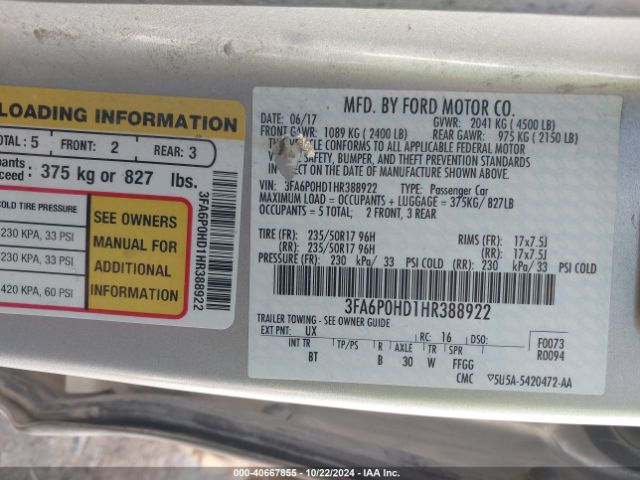 LOADING INFORMATION
TOTAL: 5 FRONT: 2 REAR: 3
375 kg or 827 lbs.
COLD TIRE PRESSURE
230 KPA, 33 PSI
230 KPA, 33 PSI
420 KPA, 60 PSI
SEE OWNERS
MANUAL FOR
ADDITIONAL
INFORMATION
3FA6P0HD1HR388922
MFD. BY FORD MOTOR CO.
DATE: 06/17 GVWR: 2041 KG ( 4500 LB)
FRONT GAWR: 1089 KG ( 2400 LB) REAR GAWR: 975 KG ( 2150 LB)
CONFORMS TO ALL APPLICABLE FEDERAL MOTOR
SAFETY, BUMPER, AND THEFT PREVENTION STANDARDS
IN EFFECT ON THE DATE OF MANUFACTURE SHOWN ABOVE.
VIN: 3FA6P0HD1HR388922 TYPE: Passenger Car
MAXIMUM LOAD = OCCUPANTS + LUGGAGE = 375KG/ 827LB
OCCUPANTS = 5 TOTAL: 2 FRONT, 3 REAR
TIRE (FR): 235/50R17 96H RIMS (FR): 17x7.5J
(RR): 235/50R17 96H (RR): 17x7.5J
PRESSURE (FR): 230 kPa/ 33 PSI COLD (RR): 230 kPa/ 33 PSI COLD
3FA6P0HD1HR388922
TRAILER TOWING - SEE OWNER GUIDE
EXT PNT: UX RC: 16 DSO: F0073
INT TR TP/PS R AXLE TR SPR R0094
BT B 30 W FFGG
CMC 5U5A-5420472-AA
000-40667855 - 10/22/2024 - IAA Inc.